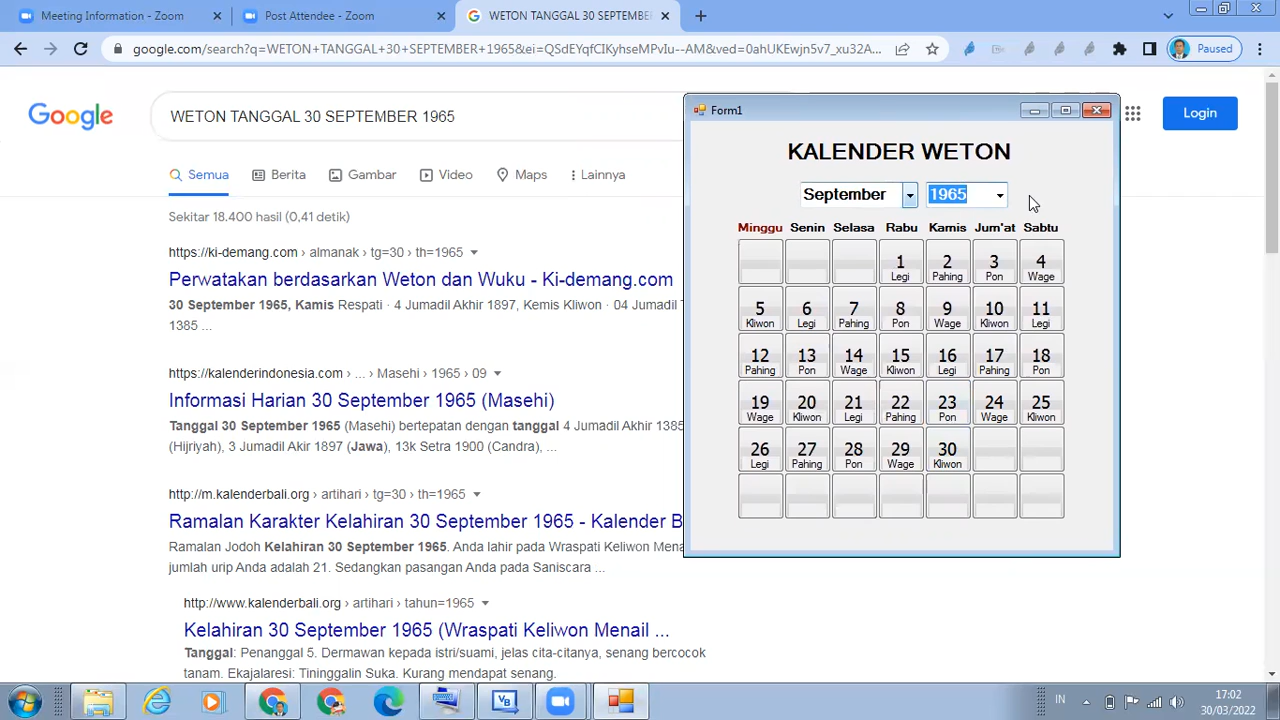 Meeting Information - Zoom
Post Attendee - Zoom
WETON TANGGAL 30 SEPTEMBE
google.com/search?q=WETON+TANGGAL+30+SEPTEMBER+1965&ei=QSdEYqfCIKyhseMPvIu--AM&ved=0ahUKEwjn5v7_xu32A...
Paused
Google
WETON TANGGAL 30 SEPTEMBER 1965
Login
Semua
Berita
Gambar
Video
Maps
Lainnya
Sekitar 18.400 hasil (0,41 detik)
https://ki-demang.com › almanak › tg=30 › th=1965
Perwatakan berdasarkan Weton dan Wuku - Ki-demang.com
30 September 1965, Kamis Respati · 4 Jumadil Akhir 1897, Kemis Kliwon · 04 Jumadil
1385 ...
https://kalenderindonesia.com › ... › Masehi › 1965 › 09
Informasi Harian 30 September 1965 (Masehi)
Tanggal 30 September 1965 (Masehi) bertepatan dengan tanggal 4 Jumadil Akhir
(Hijriyah), 3 Jumadil Akir 1897 (Jawa), 13k Setra 1900 (Candra), ...
http://m.kalenderbali.org › artihari › tg=30 › th=1965
Ramalan Karakter Kelahiran 30 September 1965 - Kalender B
Ramalan Jodoh Kelahiran 30 September 1965. Anda lahir pada Wraspati Keliwon Mena
jumlah urip Anda adalah 21. Sedangkan pasangan Anda pada Saniscara ...
http://www.kalenderbali.org › artihari › tahun=1965
Kelahiran 30 September 1965 (Wraspati Keliwon Menail ...
Tanggal: Penanggal 5. Dermawan kepada istri/suami, jelas cita-citanya, senang bercocok
tanam. Ekajalaresi: Tininggalin Suka. Kurang mendapat senang.
Form1
KALENDER WETON
September 1965
Minggu Senin Selasa Rabu Kamis Jum'at Sabtu
1 2 3 4
Legi Pahing Pon Wage
5 6 7 8 9 10 11
Kliwon Legi Pahing Pon Wage Kliwon Legi
12 13 14 15 16 17 18
Pahing Pon Wage Kliwon Legi Pahing Pon
19 20 21 22 23 24 25
Wage Kliwon Legi Pahing Pon Wage Kliwon
26 27 28 29 30
Legi Pahing Pon Wage Kliwon
IN
17:02
30/03/2022